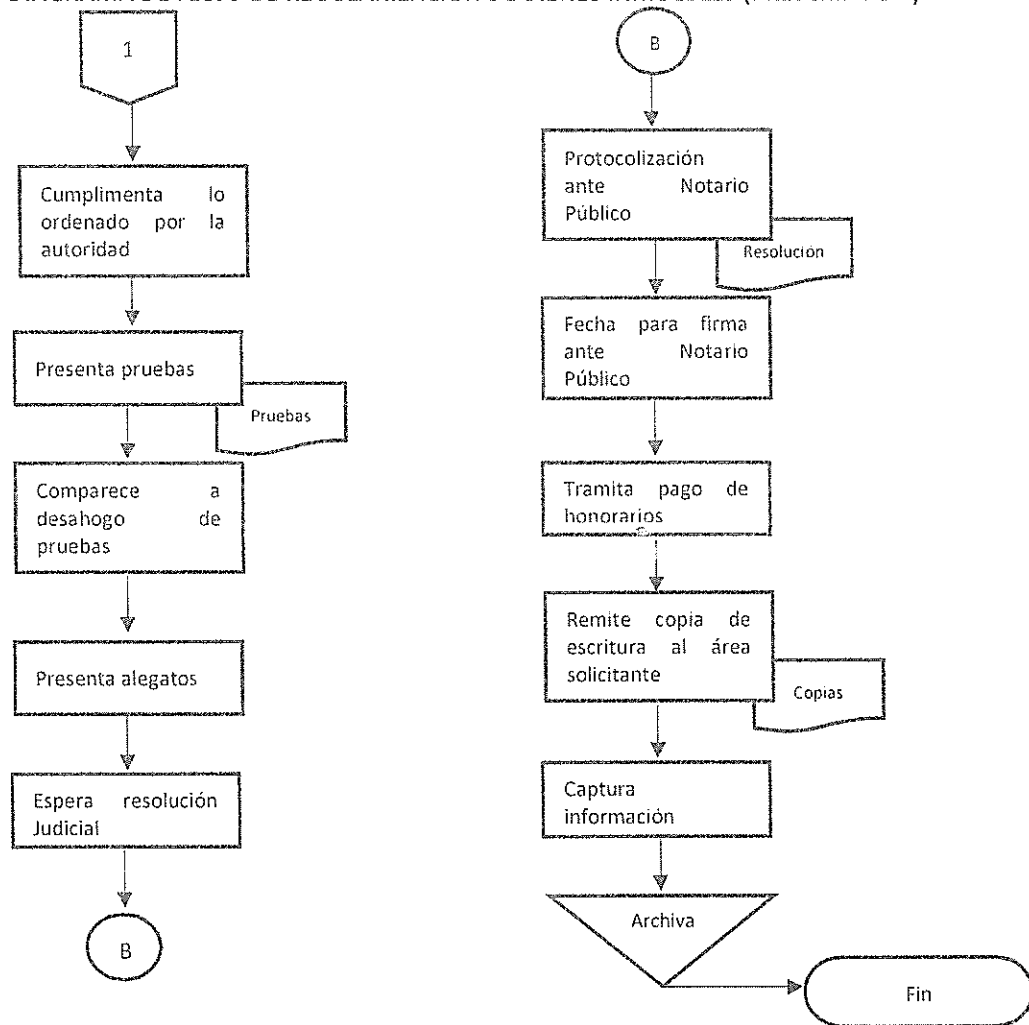 1
Cumplimenta lo
ordenado por la
autoridad
Presenta pruebas
Pruebas
Comparece a
desahogo de
pruebas
Presenta alegatos
Espera resolución
Judicial
B
B
Protocolización
ante Notario
Público
Resolución
Fecha para firma
ante Notario
Público
Tramita pago de
honorarios
Remite copia de
escritura al área
solicitante
Copias
Captura
información
Archiva
Fin